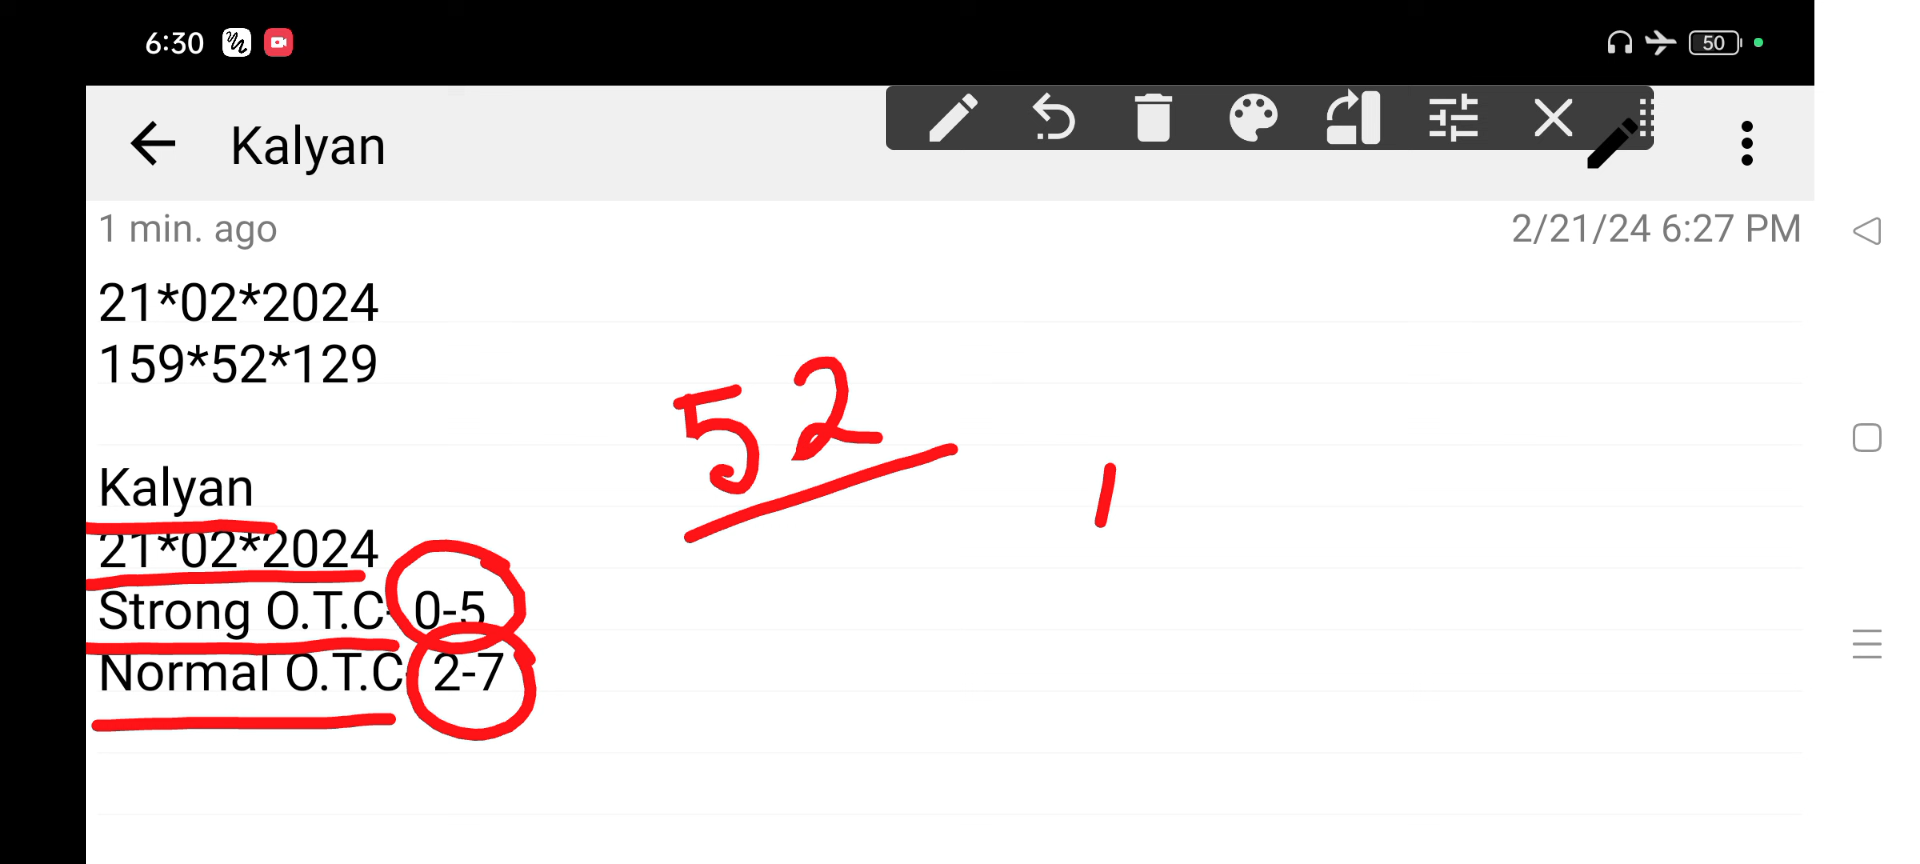 6:30
50
Kalyan
1 min. ago
2/21/24 6:27 PM
21*02*2024
159*52*129
52
Kalyan
21*02*2024
Strong O.T.C- 0-5
Normal O.T.C- 2-7